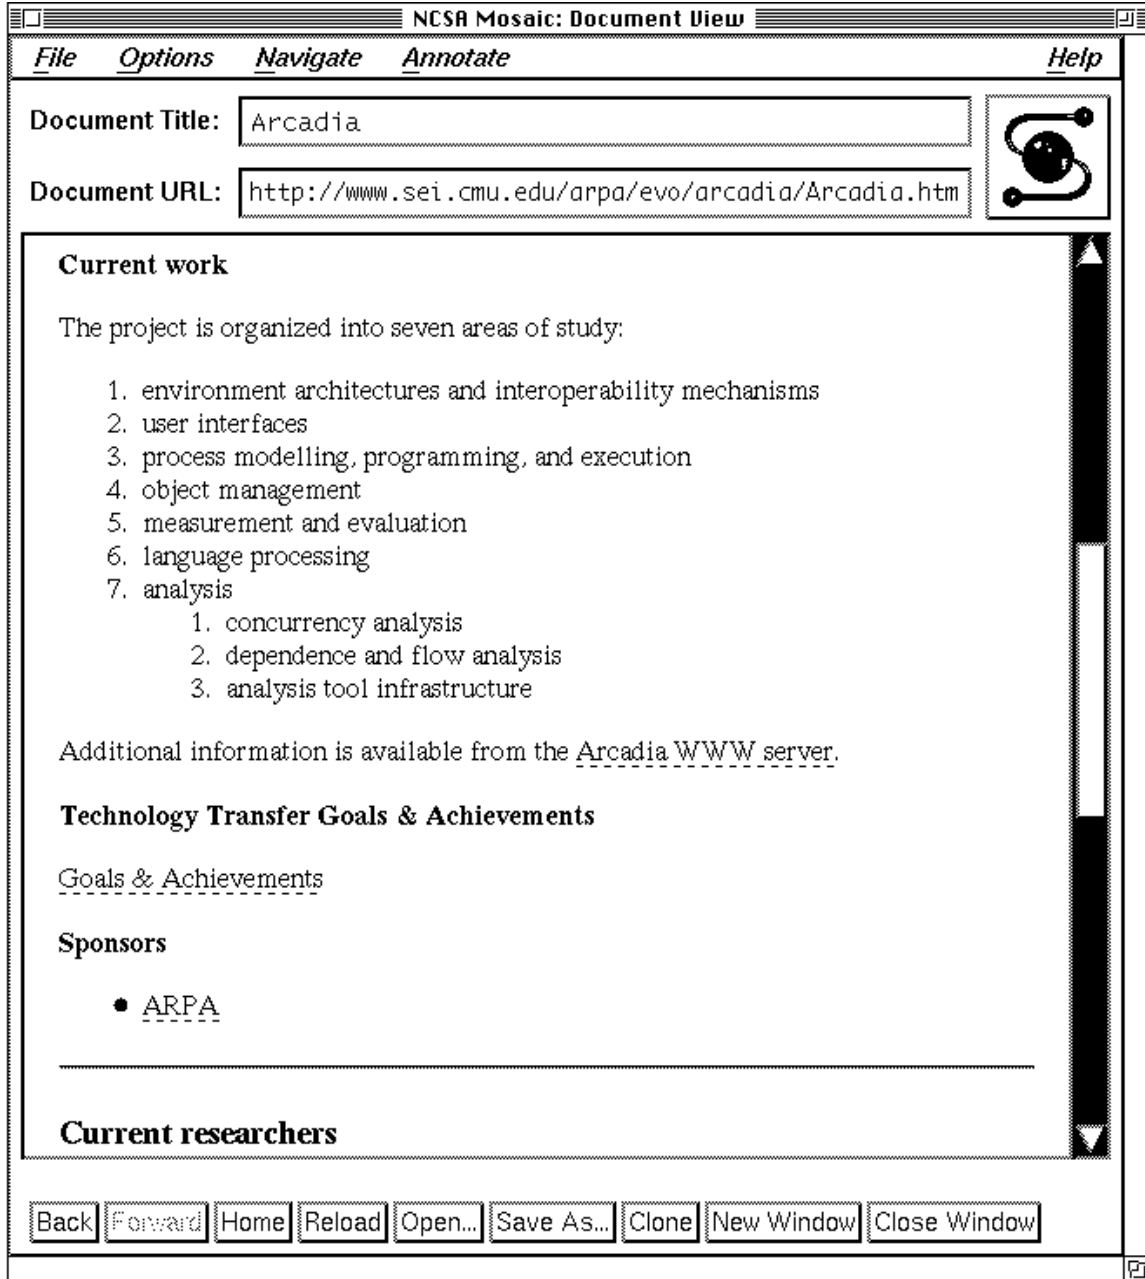 NCSA Mosaic: Document View
File Options Navigate Annotate Help
Document Title: Arcadia
Document URL: http://www.sei.cmu.edu/arpa/evo/arcadia/Arcadia.htm
Current work
The project is organized into seven areas of study:
1. environment architectures and interoperability mechanisms
2. user interfaces
3. process modelling, programming, and execution
4. object management
5. measurement and evaluation
6. language processing
7. analysis
1. concurrency analysis
2. dependence and flow analysis
3. analysis tool infrastructure
Additional information is available from the Arcadia WWW server.
Technology Transfer Goals & Achievements
Goals & Achievements
Sponsors
● ARPA
Current researchers
Back Forward Home Reload Open... Save As... Clone New Window Close Window